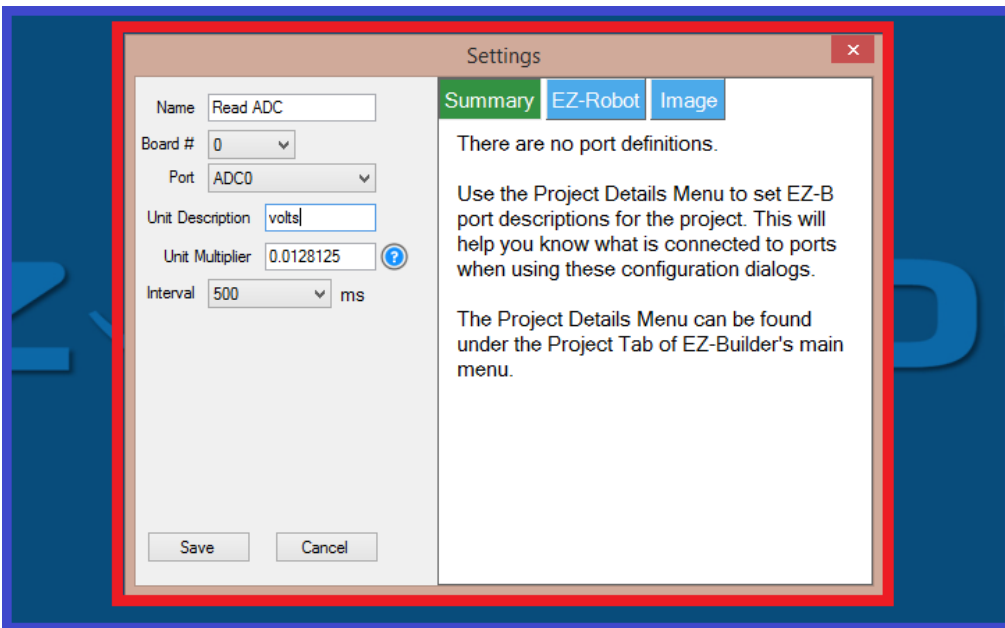 Settings
Name Read ADC
Board # 0
Port ADC0
Unit Description volts
Unit Multiplier 0.0128125 ?
Interval 500 ms
Save Cancel
Summary EZ-Robot Image
There are no port definitions.
Use the Project Details Menu to set EZ-B
port descriptions for the project. This will
help you know what is connected to ports
when using these configuration dialogs.
The Project Details Menu can be found
under the Project Tab of EZ-Builder's main
menu.